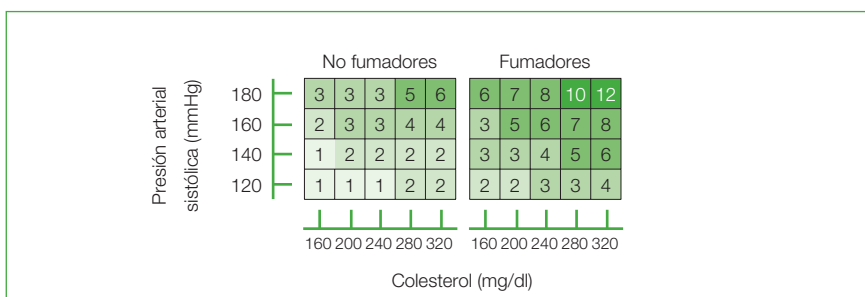 No fumadores Fumadores
Presión arterial
sistólica (mmHg)
180 3 3 3 5 6 6 7 8 10 12
160 2 3 3 4 4 3 5 6 7 8
140 1 2 2 2 2 3 3 4 5 6
120 1 1 1 2 2 2 2 3 3 4
160 200 240 280 320 160 200 240 280 320
Colesterol (mg/dl)